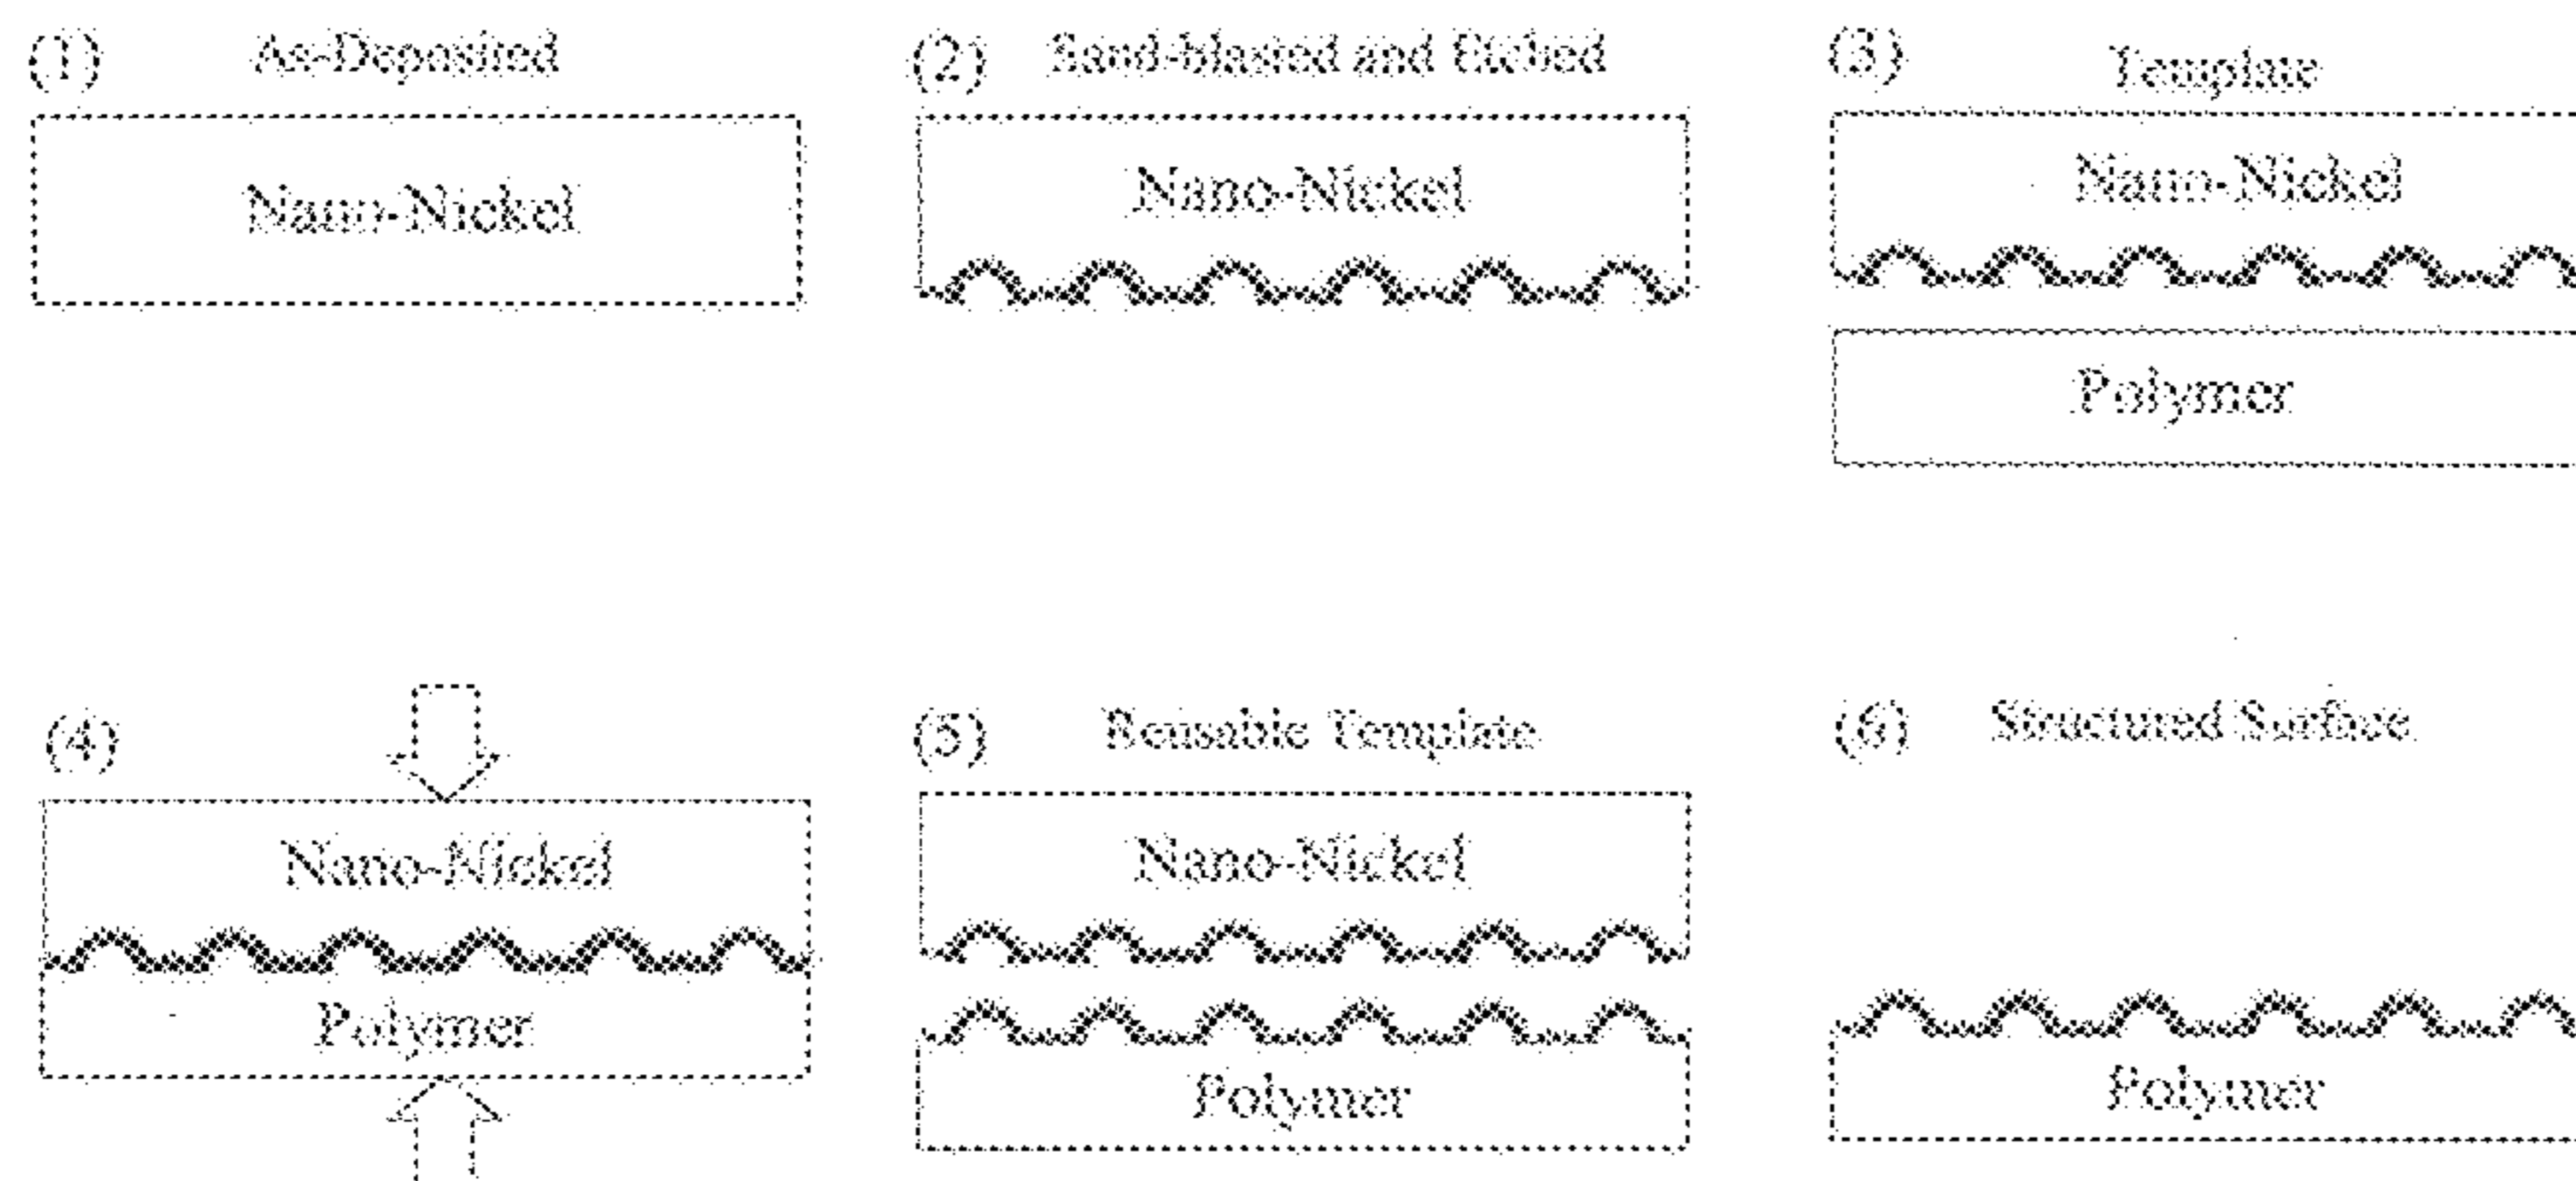 (1) As-Deposited
Nano-Nickel
(2) Sand-blasted and Etched
Nano-Nickel
(3) Template
Nano-Nickel
Polymer
(4)
Nano-Nickel
Polymer
(5) Reusable Template
Nano-Nickel
Polymer
(6) Structured Surface
Polymer